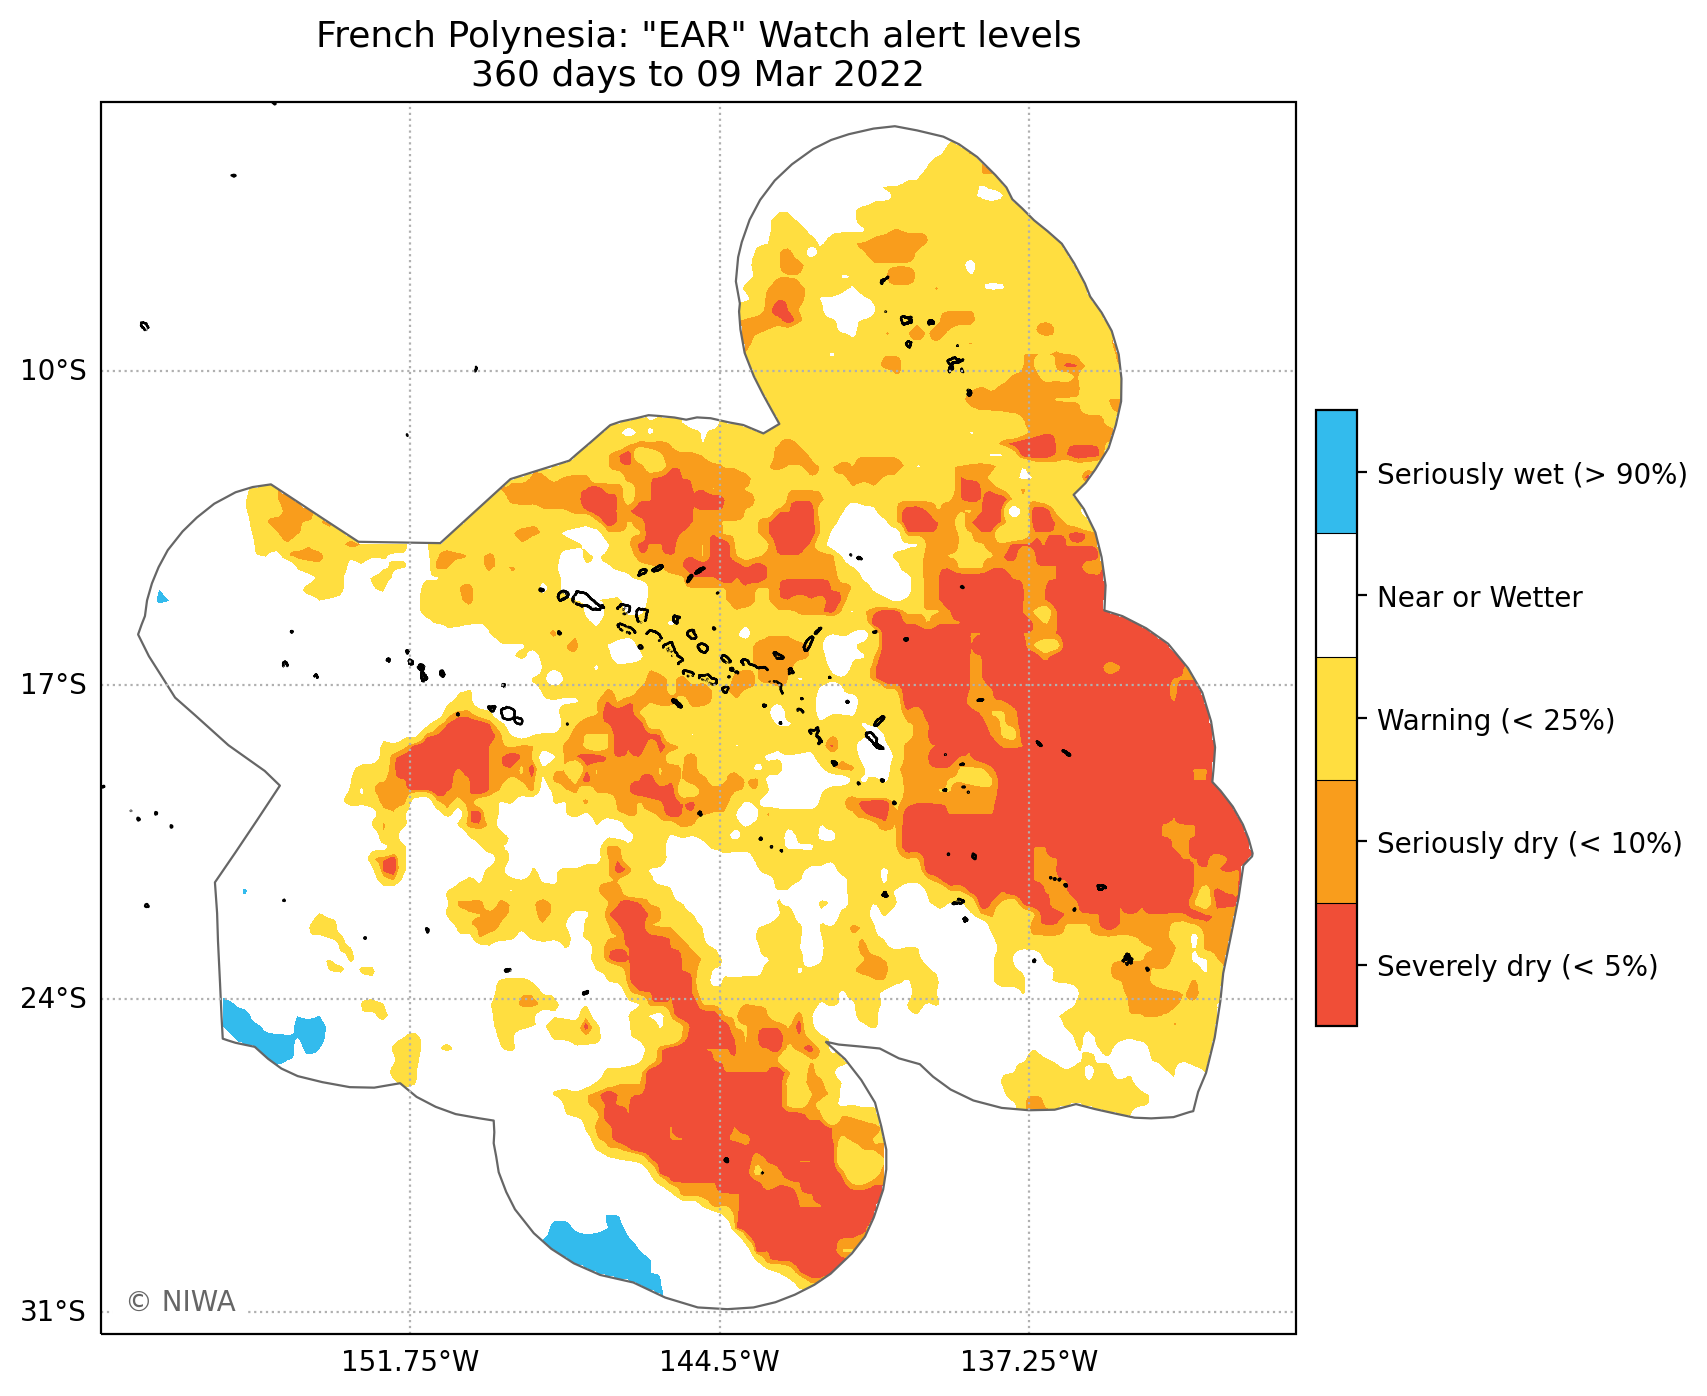 French Polynesia: "EAR" Watch alert levels
360 days to 09 Mar 2022
10°S
17°S
24°S
31°S
151.75°W
144.5°W
137.25°W
© NIWA
Seriously wet (> 90%)
Near or Wetter
Warning (< 25%)
Seriously dry (< 10%)
Severely dry (< 5%)